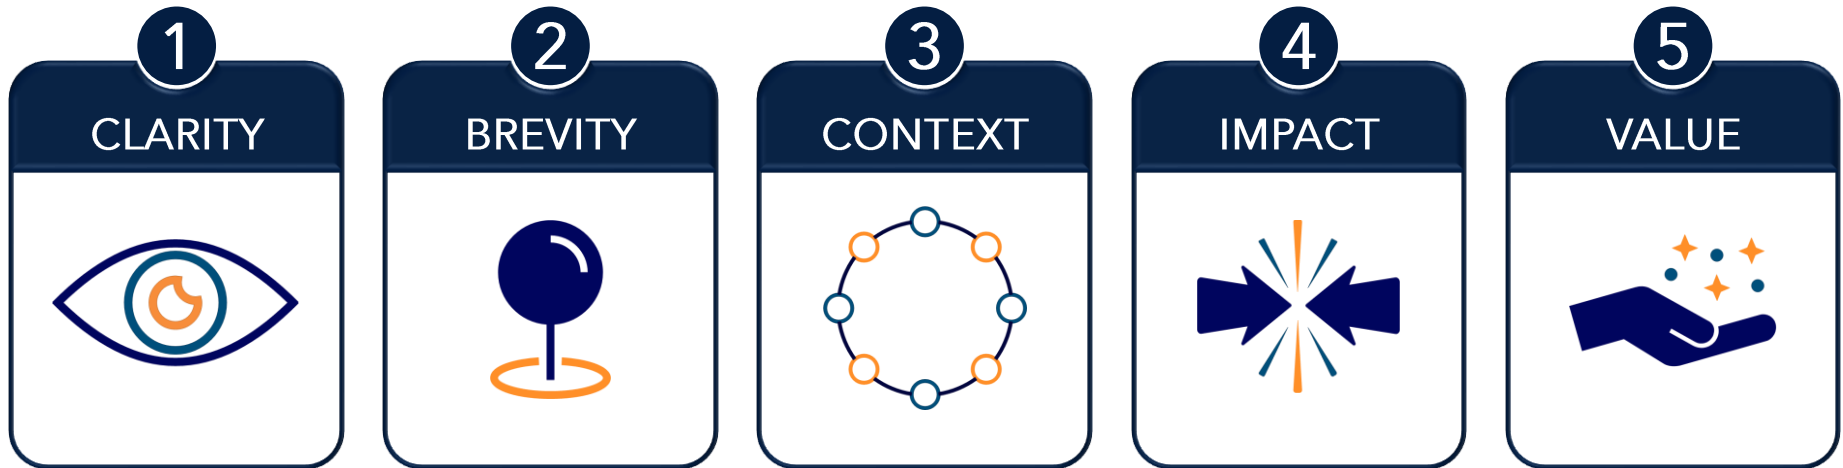 1
CLARITY
2
BREVITY
3
CONTEXT
4
IMPACT
5
VALUE